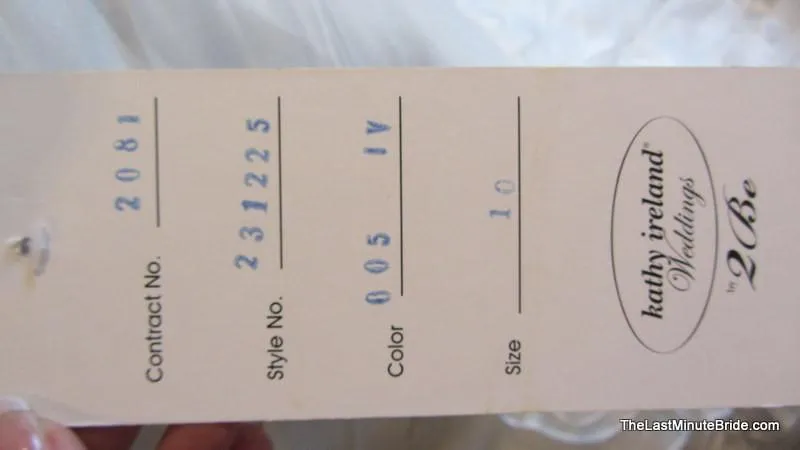 Contract No. 2081
Style No. 231225
Color 005 IV
Size 10
kathy ireland®
Weddings
by 2Be
TheLastMinuteBride.com